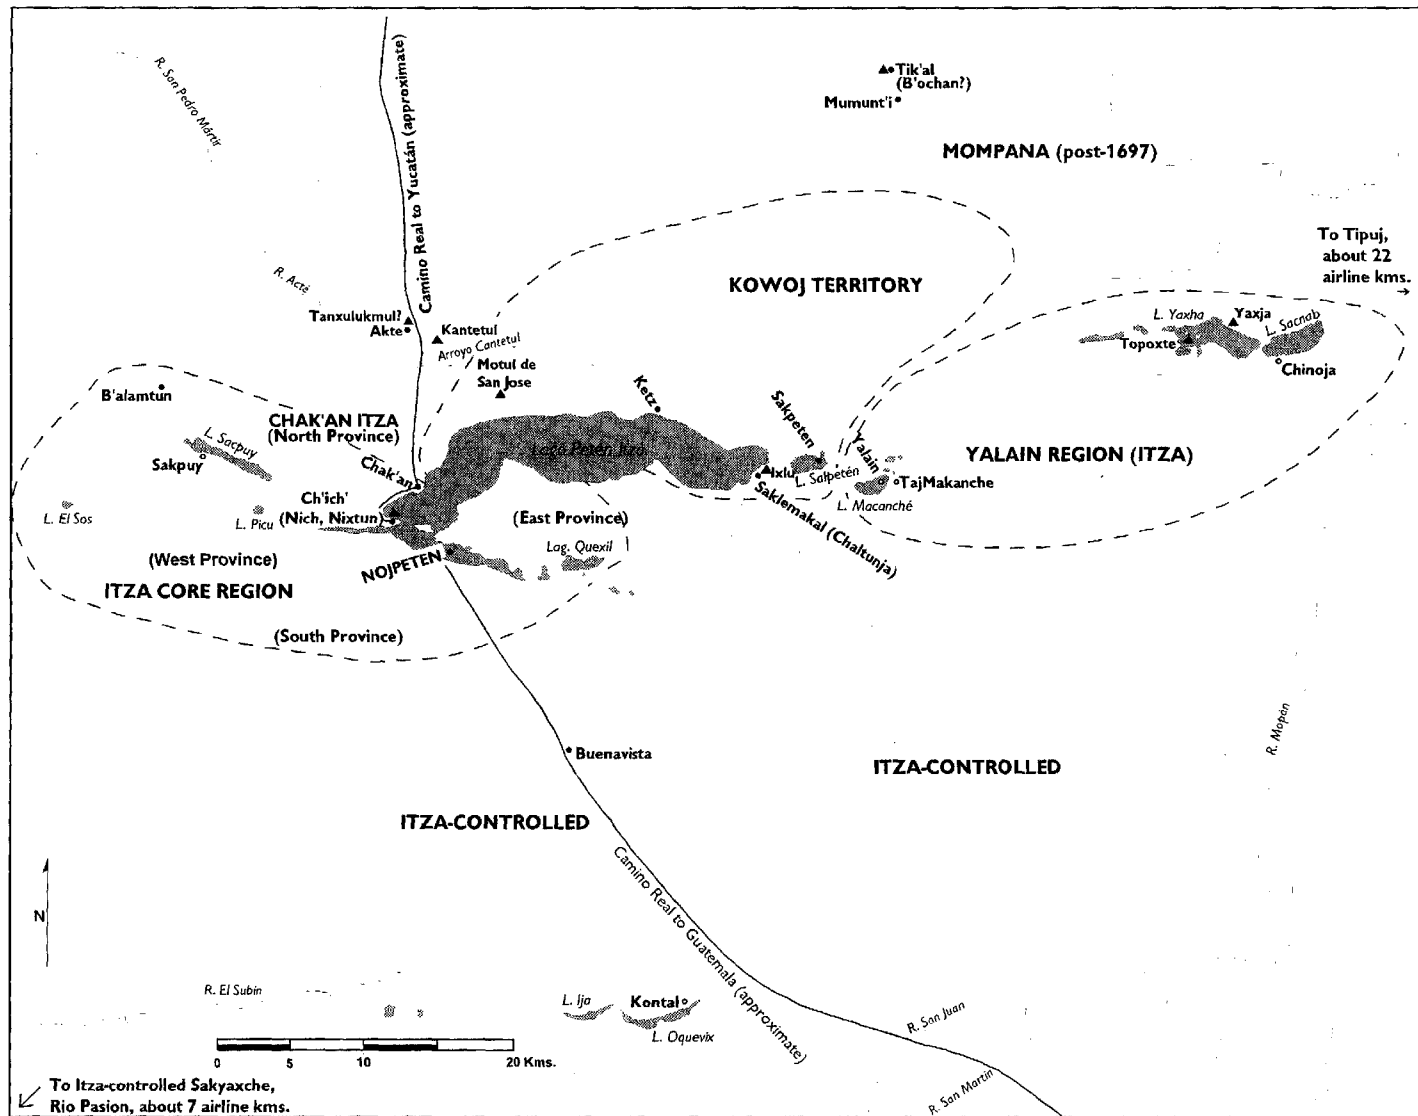 R. San Pedro Mártir
Camino Real to Yucatán (approximate)
Tik'al
(B'ochan?)
Mumunt'i
MOMPANA (post-1697)
To Tipuj,
about 22
airline kms.
KOWOJ TERRITORY
R. Acté
Tanxulukmul?
Akte
Kantetul
Arroyo Cantetul
Motul de
San Jose
L. Yaxha
Yaxja
L. Sacnab
Topoxte
Chinoja
B'alamtun
CHAK'AN ITZA
(North Province)
L. Sacpuy
Sakpuy
Chak'an
Ketz
Lago Petén Itzá
Sakpeten
Yalain
Ixlu
L. Salpetén
TajMakanche
L. Macanché
YALAIN REGION (ITZA)
Saklemakal (Chaltunja)
L. El Sos
L. Picu
Ch'ich'
(Nich, Nixtun)
(East Province)
Lag. Quexil
(West Province)
NOJPETEN
ITZA CORE REGION
(South Province)
R. Mopán
Buenavista
ITZA-CONTROLLED
ITZA-CONTROLLED
Camino Real to Guatemala (approximate)
N
R. El Subin
L. Ija
Kontal
L. Oquevix
R. San Juan
R. San Martín
0 5 10 20 Kms.
To Itza-controlled Sakyaxche,
Rio Pasion, about 7 airline kms.